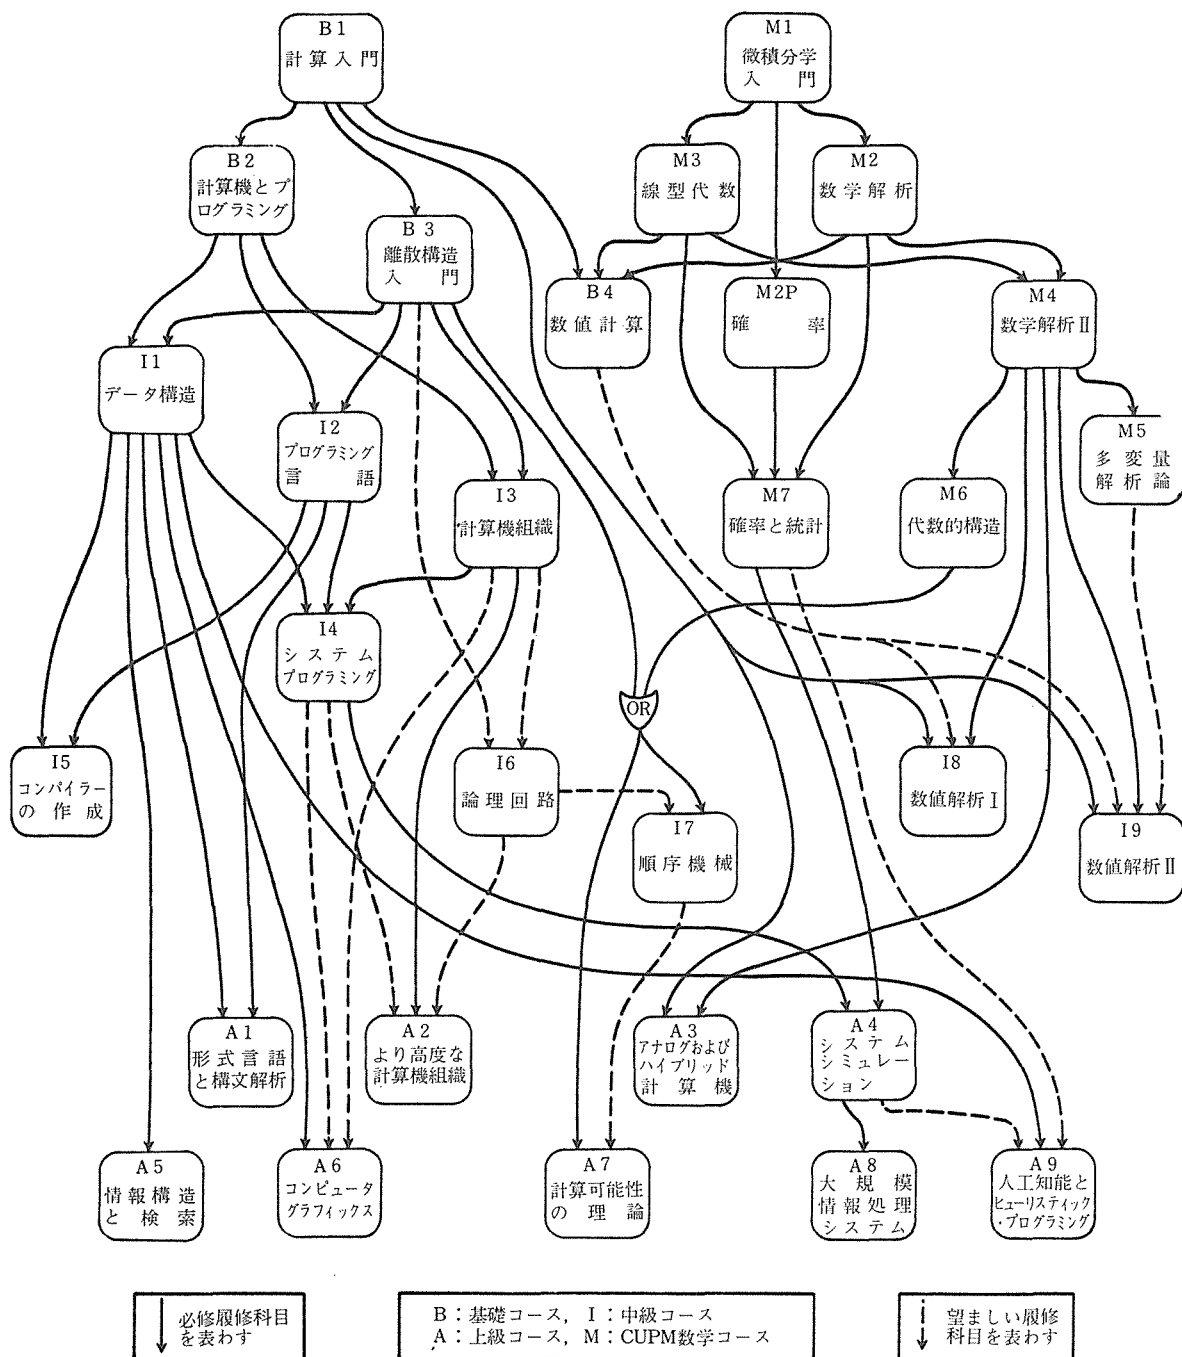 B1
計算入門
M1
微積分学
入門
B2
計算機とプ
ログラミング
M3
線型代数
M2
数学解析
B3
離散構造
入門
B4
数値計算
M2P
確率
M4
数学解析Ⅱ
I1
データ構造
I2
プログラミング
言語
M5
多変量
解析論
I3
計算機組織
M7
確率と統計
M6
代数的構造
I4
システム
プログラミング
OR
I5
コンパイラー
の作成
I6
論理回路
I8
数値解析Ⅰ
I7
順序機械
I9
数値解析Ⅱ
A1
形式言語
と構文解析
A2
より高度な
計算機組織
A3
アナログおよび
ハイブリッド
計算機
A4
システム
シミュレー
ション
A5
情報構造
と検索
A6
コンピュータ
グラフィックス
A7
計算可能性
の理論
A8
大規模
情報処理
システム
A9
人工知能と
ヒューリスティック
・プログラミング
必修履修科目
を表わす
B：基礎コース，I：中級コース
A：上級コース，M：CUPM数学コース
望ましい履修
科目を表わす